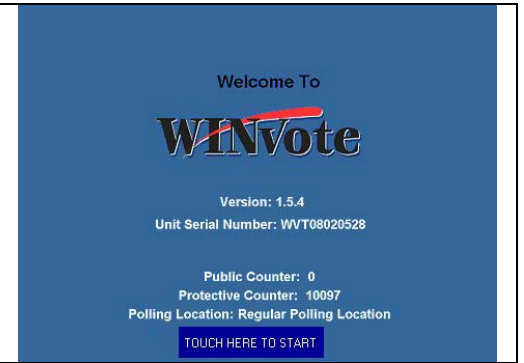 Welcome To
WINvote
Version: 1.5.4
Unit Serial Number: WVT08020528
Public Counter: 0
Protective Counter: 10097
Polling Location: Regular Polling Location
TOUCH HERE TO START